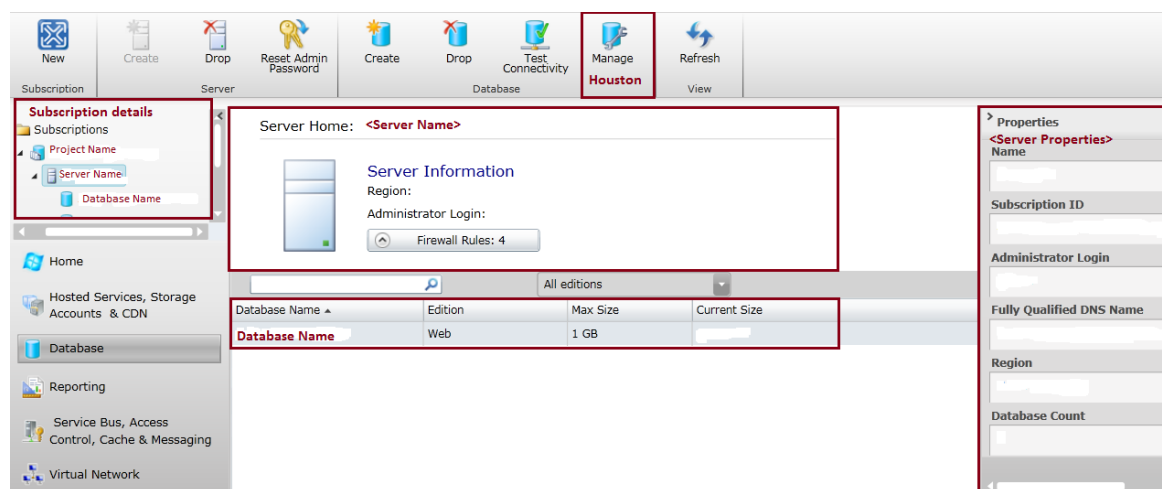 New
Create
Drop
Reset Admin
Password
Create
Drop
Test
Connectivity
Manage
Houston
Refresh
Subscription
Server
Database
View
Subscription details
Subscriptions
Project Name
Server Name
Database Name
Home
Hosted Services, Storage
Accounts & CDN
Database
Reporting
Service Bus, Access
Control, Cache & Messaging
Virtual Network
Server Home: <Server Name>
Server Information
Region:
Administrator Login:
Firewall Rules: 4
All editions
Database Name Edition Max Size Current Size
Database Name Web 1 GB
Properties
<Server Properties>
Name
Subscription ID
Administrator Login
Fully Qualified DNS Name
Region
Database Count